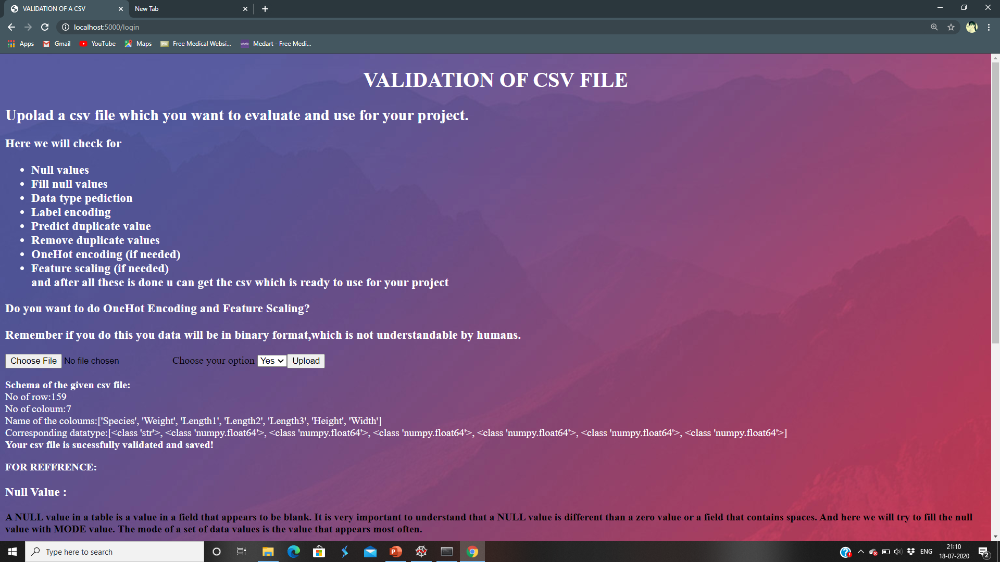 VALIDATION OF A CSV
New Tab
localhost:5000/login
Apps
Gmail
YouTube
Maps
Free Medical Websi...
colorlib
Medart - Free Medi...
VALIDATION OF CSV FILE
Upolad a csv file which you want to evaluate and use for your project.
Here we will check for
• Null values
• Fill null values
• Data type pediction
• Label encoding
• Predict duplicate value
• Remove duplicate values
• OneHot encoding (if needed)
• Feature scaling (if needed)
and after all these is done u can get the csv which is ready to use for your project
Do you want to do OneHot Encoding and Feature Scaling?
Remember if you do this you data will be in binary format,which is not understandable by humans.
Choose File No file chosen Choose your option Yes Upload
Schema of the given csv file:
No of row:159
No of coloum:7
Name of the coloums:['Species', 'Weight', 'Length1', 'Length2', 'Length3', 'Height', 'Width']
Corresponding datatype:[<class 'str'>, <class 'numpy.float64'>, <class 'numpy.float64'>, <class 'numpy.float64'>, <class 'numpy.float64'>, <class 'numpy.float64'>, <class 'numpy.float64'>]
Your csv file is sucessfully validated and saved!
FOR REFFRENCE:
Null Value :
A NULL value in a table is a value in a field that appears to be blank. It is very important to understand that a NULL value is different than a zero value or a field that contains spaces. And here we will try to fill the null
value with MODE value. The mode of a set of data values is the value that appears most often.
Type here to search
ENG
21:10
18-07-2020
2